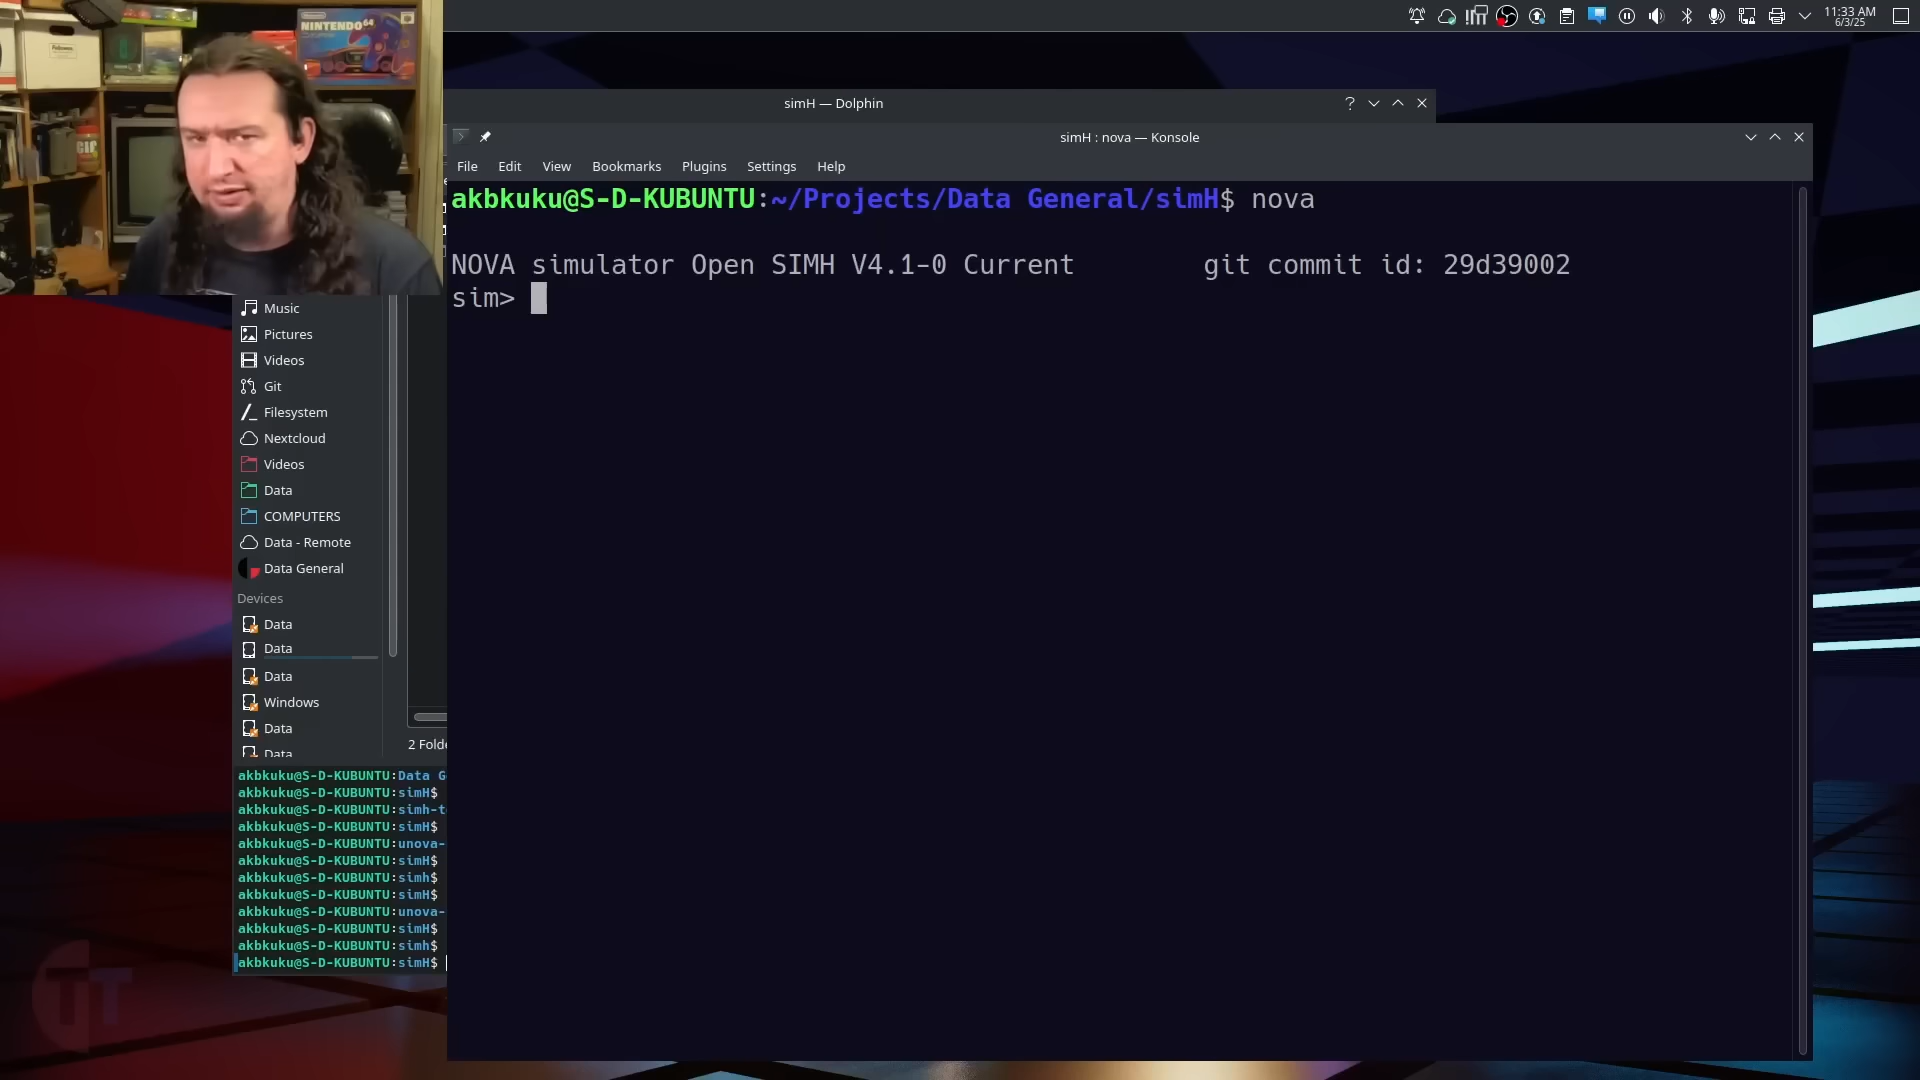 Nintendo
NINTENDO 64
11:33 AM
6/3/25
simH — Dolphin
simH : nova — Konsole
File Edit View Bookmarks Plugins Settings Help
akbkuku@S-D-KUBUNTU:~/Projects/Data General/simH$ nova
NOVA simulator Open SIMH V4.1-0 Current git commit id: 29d39002
sim>
Music
Pictures
Videos
Git
Filesystem
Nextcloud
Videos
Data
COMPUTERS
Data - Remote
Data General
Devices
Data
Data
Data
Windows
Data
Data
2 Folde
akbkuku@S-D-KUBUNTU:Data G
akbkuku@S-D-KUBUNTU:simH$
akbkuku@S-D-KUBUNTU:simh-t
akbkuku@S-D-KUBUNTU:simH$
akbkuku@S-D-KUBUNTU:unova-
akbkuku@S-D-KUBUNTU:simH$
akbkuku@S-D-KUBUNTU:simh$
akbkuku@S-D-KUBUNTU:simH$
akbkuku@S-D-KUBUNTU:unova-
akbkuku@S-D-KUBUNTU:simH$
akbkuku@S-D-KUBUNTU:simh$
akbkuku@S-D-KUBUNTU:simH$
TT